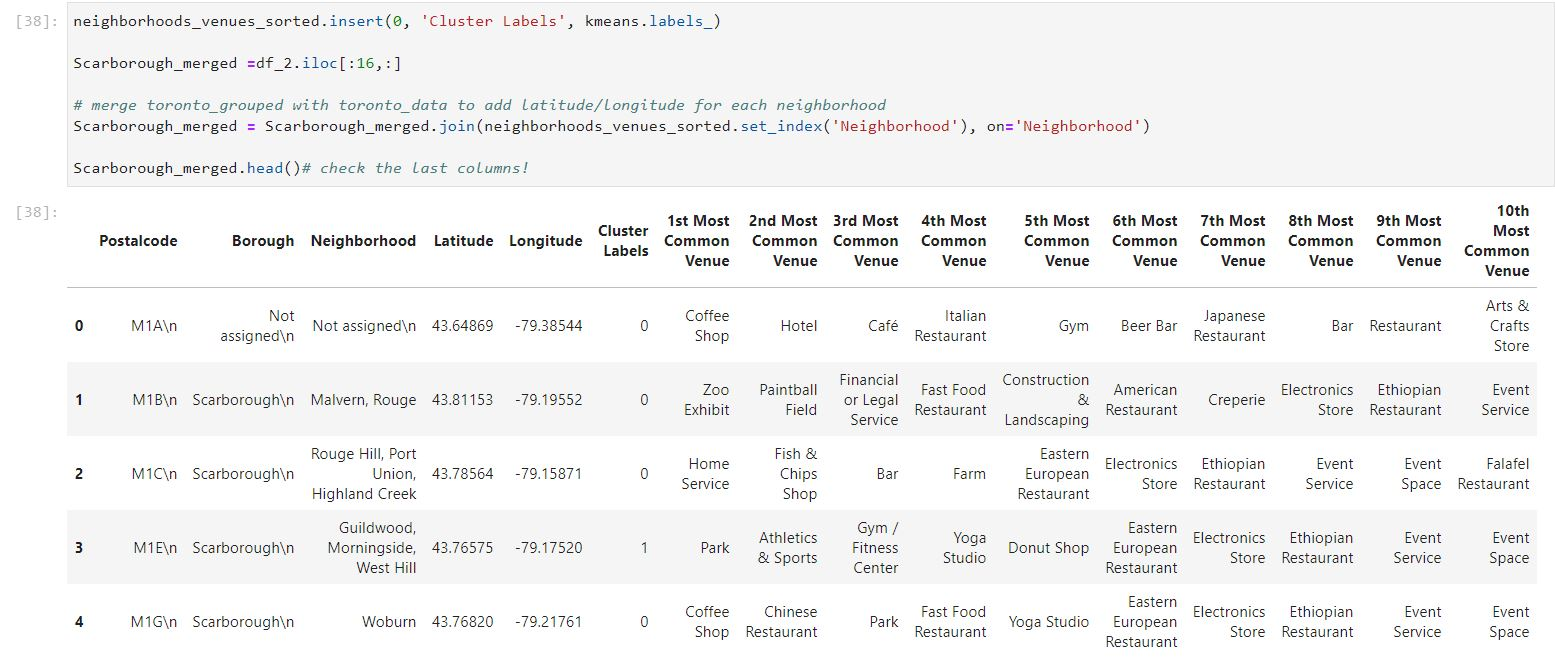 [38]: neighborhoods_venues_sorted.insert(0, 'Cluster Labels', kmeans.labels_)
Scarborough_merged =df_2.iloc[:16,:]
# merge toronto_grouped with toronto_data to add latitude/longitude for each neighborhood
Scarborough_merged = Scarborough_merged.join(neighborhoods_venues_sorted.set_index('Neighborhood'), on='Neighborhood')
Scarborough_merged.head()# check the last columns!
[38]:
Postalcode Borough Neighborhood Latitude Longitude Cluster Labels 1st Most Common Venue 2nd Most Common Venue 3rd Most Common Venue 4th Most Common Venue 5th Most Common Venue 6th Most Common Venue 7th Most Common Venue 8th Most Common Venue 9th Most Common Venue 10th Most Common Venue
0 M1A\n Not assigned\n Not assigned\n 43.64869 -79.38544 0 Coffee Shop Hotel Café Italian Restaurant Gym Beer Bar Japanese Restaurant Bar Restaurant Arts & Crafts Store
1 M1B\n Scarborough\n Malvern, Rouge 43.81153 -79.19552 0 Zoo Exhibit Paintball Field Financial or Legal Service Fast Food Restaurant Construction & Landscaping American Restaurant Creperie Electronics Store Ethiopian Restaurant Event Service
2 M1C\n Scarborough\n Rouge Hill, Port Union, Highland Creek 43.78564 -79.15871 0 Home Service Fish & Chips Shop Bar Farm Eastern European Restaurant Electronics Store Ethiopian Restaurant Event Service Event Space Falafel Restaurant
3 M1E\n Scarborough\n Guildwood, Morningside, West Hill 43.76575 -79.17520 1 Park Athletics & Sports Gym / Fitness Center Yoga Studio Donut Shop Eastern European Restaurant Electronics Store Ethiopian Restaurant Event Service Event Space
4 M1G\n Scarborough\n Woburn 43.76820 -79.21761 0 Coffee Shop Chinese Restaurant Park Fast Food Restaurant Yoga Studio Eastern European Restaurant Electronics Store Ethiopian Restaurant Event Service Event Space